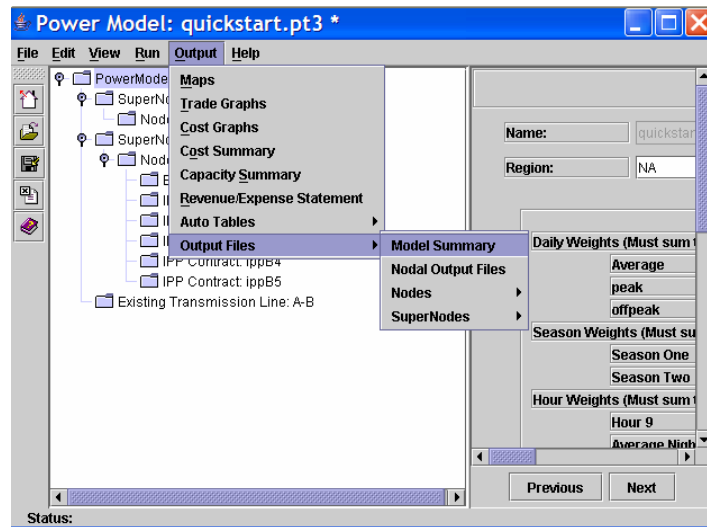 Power Model: quickstart.pt3 *
File Edit View Run Output Help
PowerMode
SuperNo
Nod
SuperNo
Node
E
IPP Contract: ippB4
IPP Contract: ippB5
Existing Transmission Line: A-B
Maps
Trade Graphs
Cost Graphs
Cost Summary
Capacity Summary
Revenue/Expense Statement
Auto Tables
Output Files
Model Summary
Nodal Output Files
Nodes
SuperNodes
Name: quickstar
Region: NA
Daily Weights (Must sum t
Average
peak
offpeak
Season Weights (Must su
Season One
Season Two
Hour Weights (Must sum t
Hour 9
Average Nigh
Previous Next
Status: